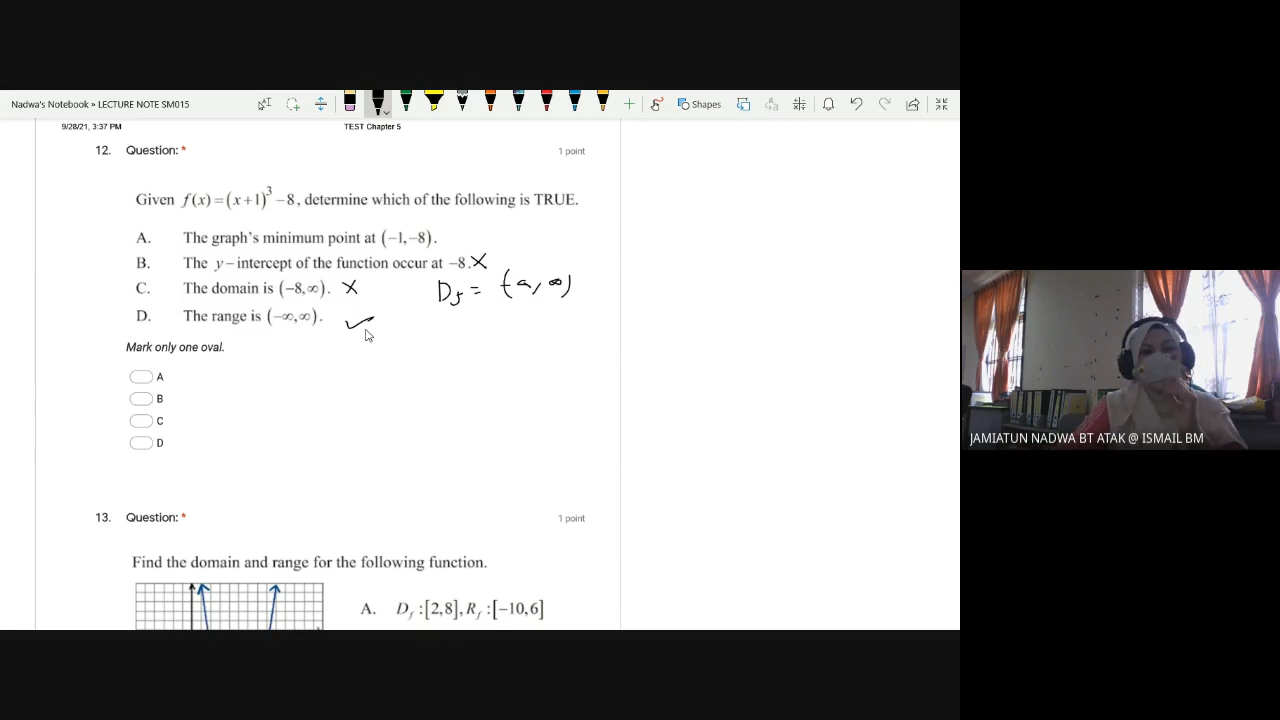 Nadwa's Notebook » LECTURE NOTE SM015
Shapes
9/28/21, 3:37 PM
TEST Chapter 5
12. Question: *
1 point
Given f(x)=(x+1)^3−8, determine which of the following is TRUE.
A. The graph's minimum point at (−1,−8).
B. The y−intercept of the function occur at −8. X
C. The domain is (−8,∞). X
D_f = (-∞, ∞)
D. The range is (−∞,∞). ✓
Mark only one oval.
A
B
C
D
13. Question: *
1 point
Find the domain and range for the following function.
A. D_f :[2,8], R_f :[−10,6]
JAMIATUN NADWA BT ATAK @ ISMAIL BM